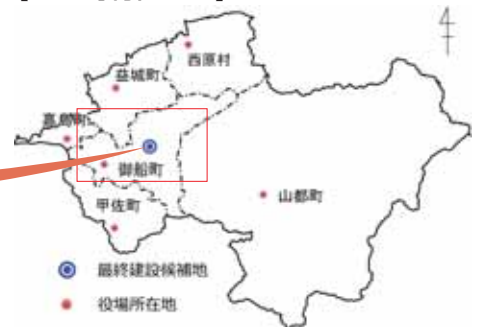 西原村
益城町
嘉島町
御船町
山都町
甲佐町
最終建設候補地
役場所在地